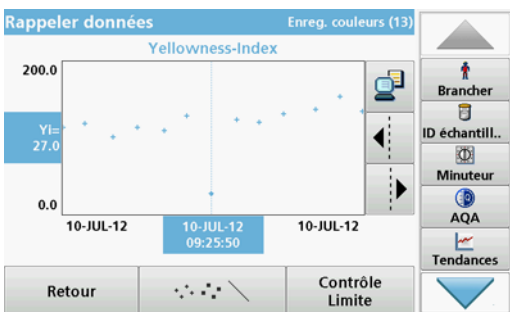 Rappeler données
Enreg. couleurs (13)
Yellowness-Index
200.0
Yi=
27.0
0.0
10-JUL-12
10-JUL-12
09:25:50
10-JUL-12
Retour
Contrôle
Limite
Brancher
ID échantill..
Minuteur
AQA
Tendances